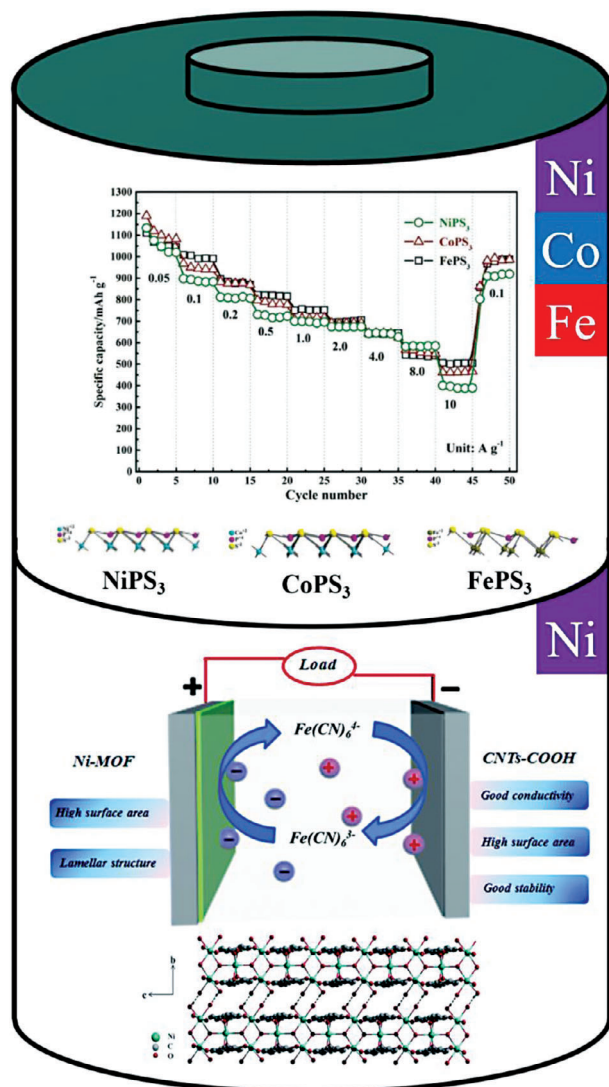 Ni
Co
Fe
1300
1200
1100
1000
900
800
700
600
500
400
300
200
100
0
Specific capacity/mAh g⁻¹
NiPS₃
CoPS₃
FePS₃
0.05
0.1
0.2
0.5
1.0
2.0
4.0
8.0
10
0.1
Unit: A g⁻¹
0 5 10 15 20 25 30 35 40 45 50
Cycle number
NiPS₃ CoPS₃ FePS₃
Ni
Load
+ −
Ni-MOF
High surface area
Lamellar structure
Fe(CN)₆⁴⁻
Fe(CN)₆³⁻
− − − −
+ + + +
CNTs-COOH
Good conductivity
High surface area
Good stability
b
c
Ni
C
O